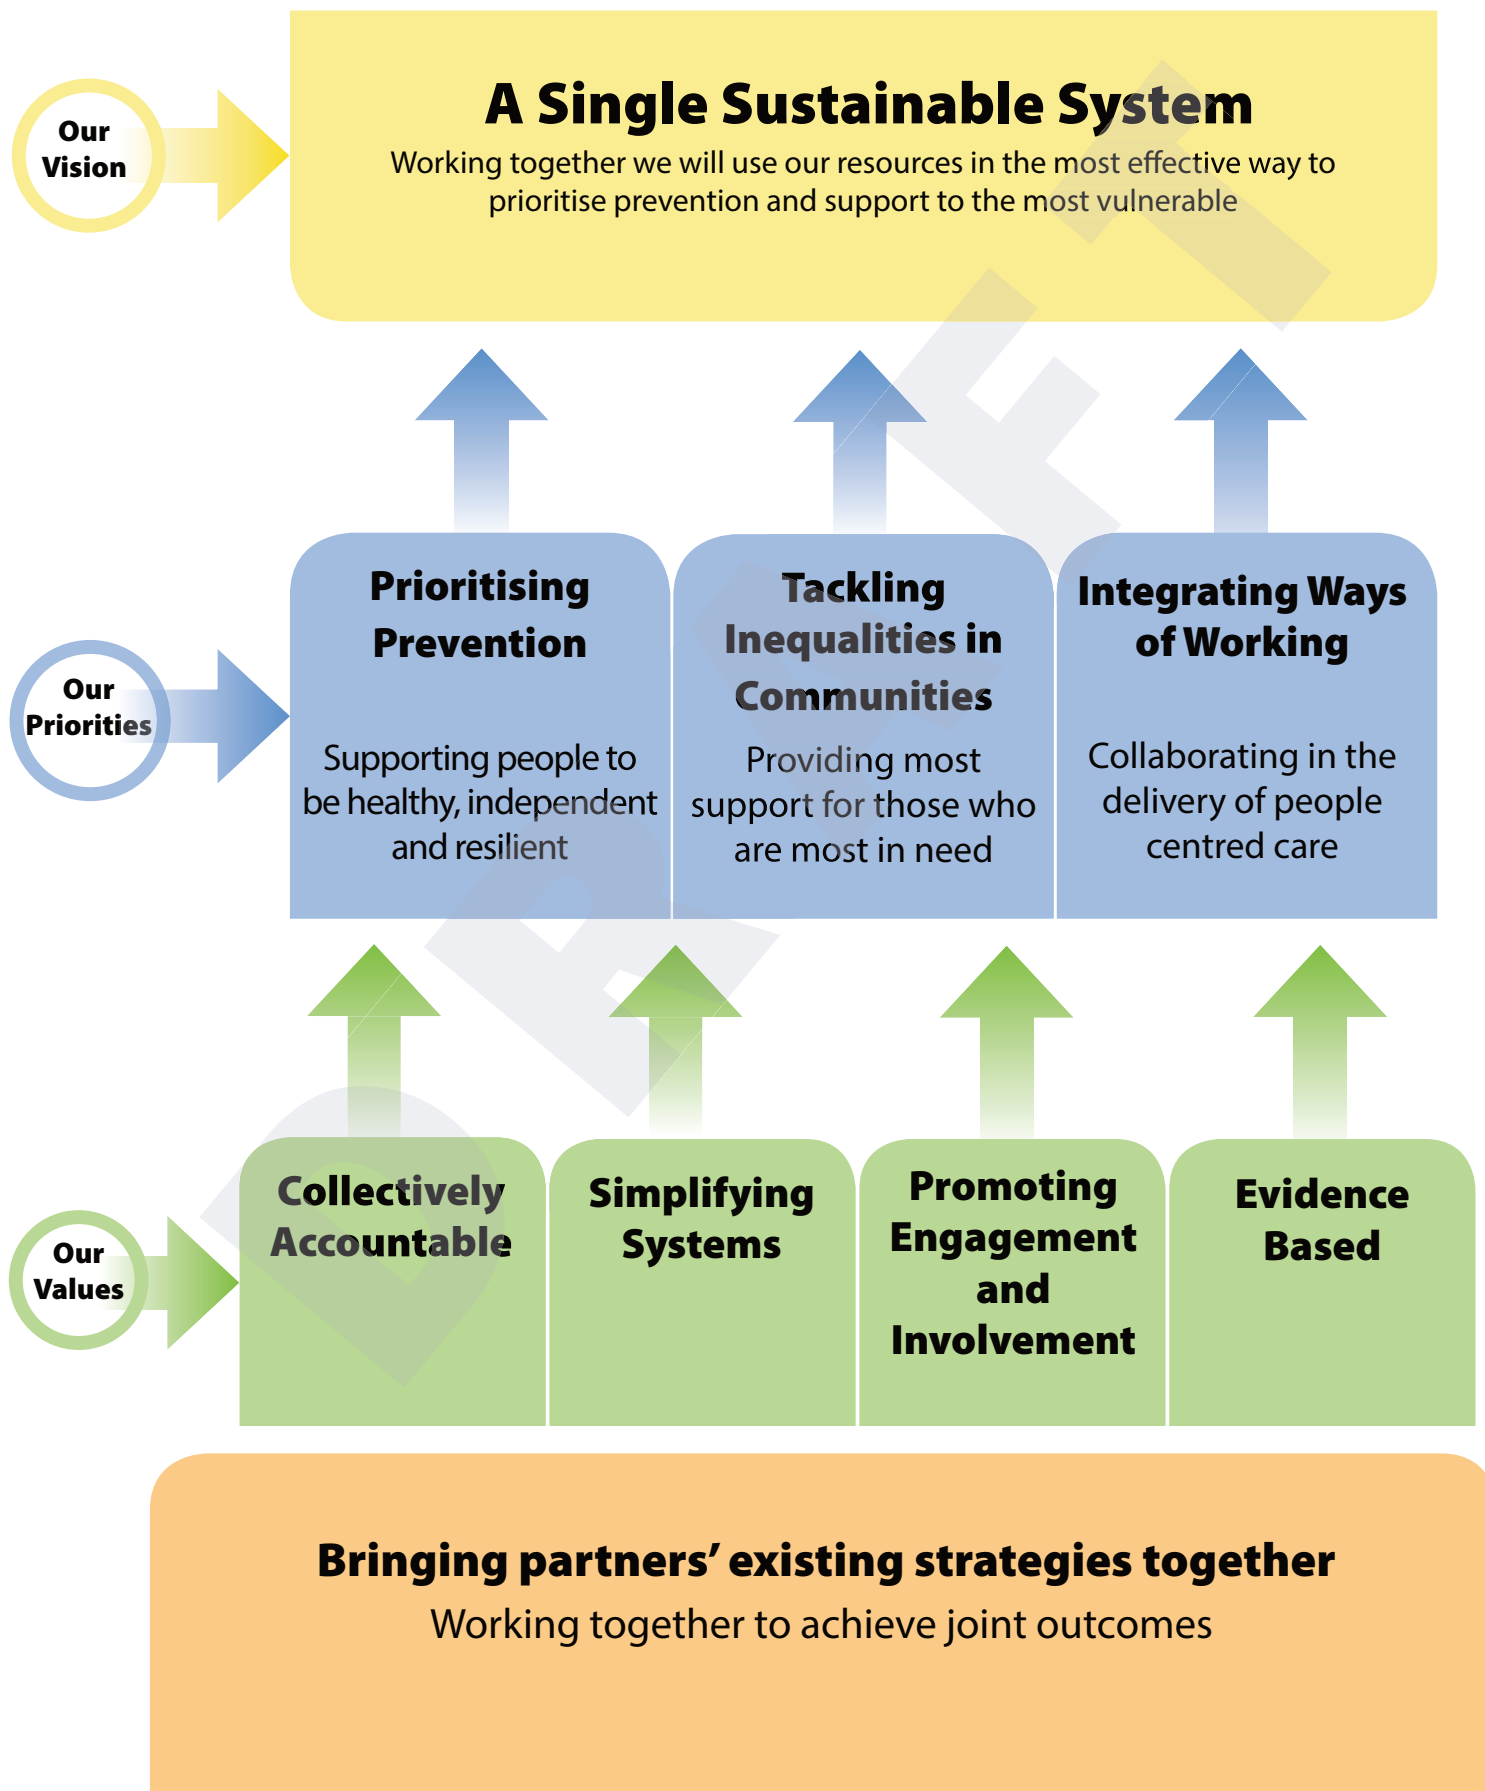 Our
Vision
A Single Sustainable System
Working together we will use our resources in the most effective way to
prioritise prevention and support to the most vulnerable
Our
Priorities
Prioritising
Prevention
Supporting people to
be healthy, independent
and resilient
Tackling
Inequalities in
Communities
Providing most
support for those who
are most in need
Integrating Ways
of Working
Collaborating in the
delivery of people
centred care
Our
Values
Collectively
Accountable
Simplifying
Systems
Promoting
Engagement
and
Involvement
Evidence
Based
Bringing partners’ existing strategies together
Working together to achieve joint outcomes
DRAFT